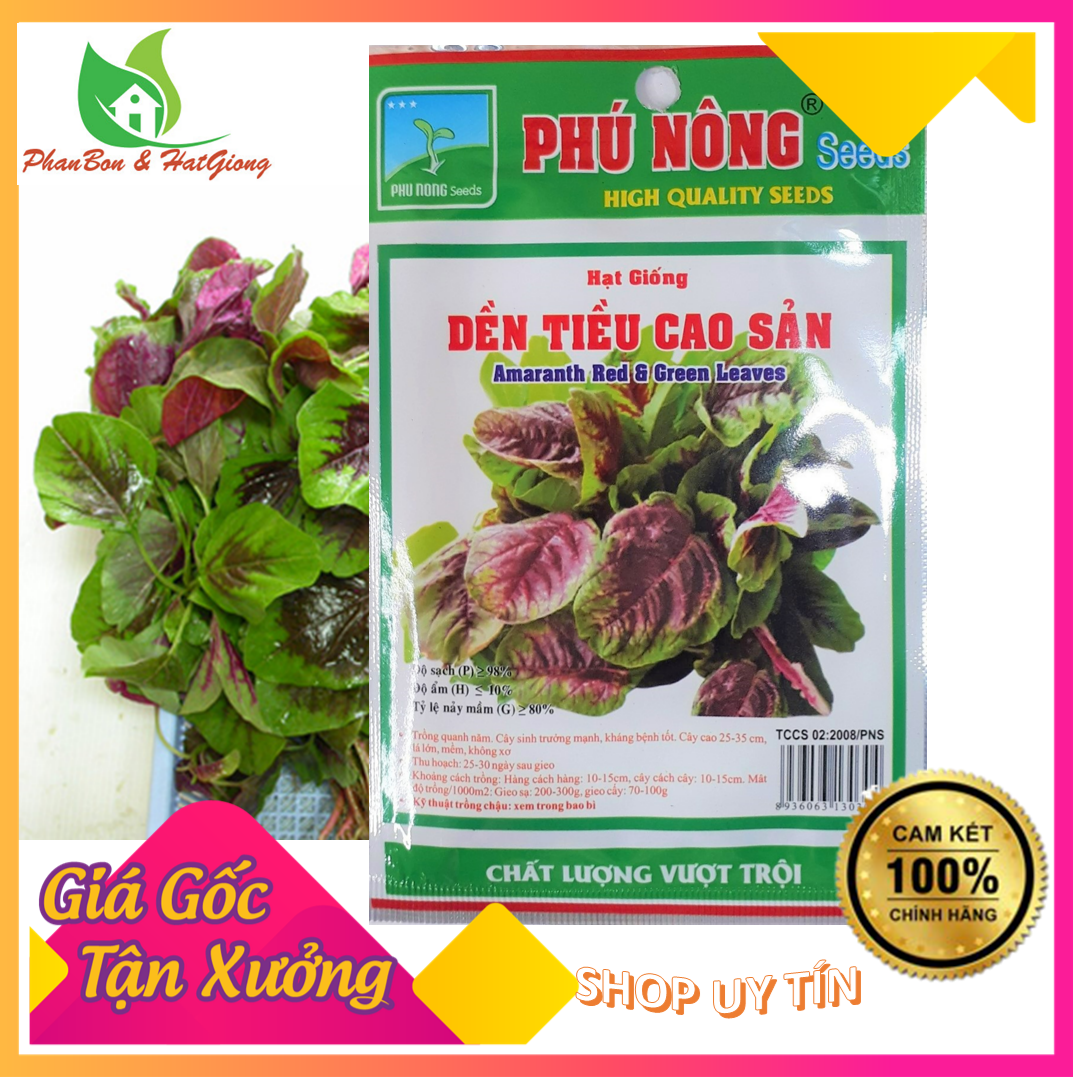 PhanBon & HatGiong
PHU NONG Seeds
PHÚ NÔNG ® Seeds
HIGH QUALITY SEEDS
Hạt Giống
DỀN TIỀU CAO SẢN
Amaranth Red & Green Leaves
Độ sạch (P) ≥ 98%
Độ ẩm (H) ≤ 10%
Tỷ lệ nảy mầm (G) ≥ 80%
Trồng quanh năm. Cây sinh trưởng mạnh, kháng bệnh tốt. Cây cao 25-35 cm,
lá lớn, mềm, không xơ
Thu hoạch: 25-30 ngày sau gieo
Khoảng cách trồng: Hàng cách hàng: 10-15cm, cây cách cây: 10-15cm. Mật
độ trồng/1000m2: Gieo sạ: 200-300g, gieo cấy: 70-100g
Kỹ thuật trồng chậu: xem trong bao bì
TCCS 02:2008/PNS
8 936063 130
CHẤT LƯỢNG VƯỢT TRỘI
CAM KẾT
100%
CHÍNH HÃNG
Giá Gốc
Tận Xưởng
SHOP UY TÍN